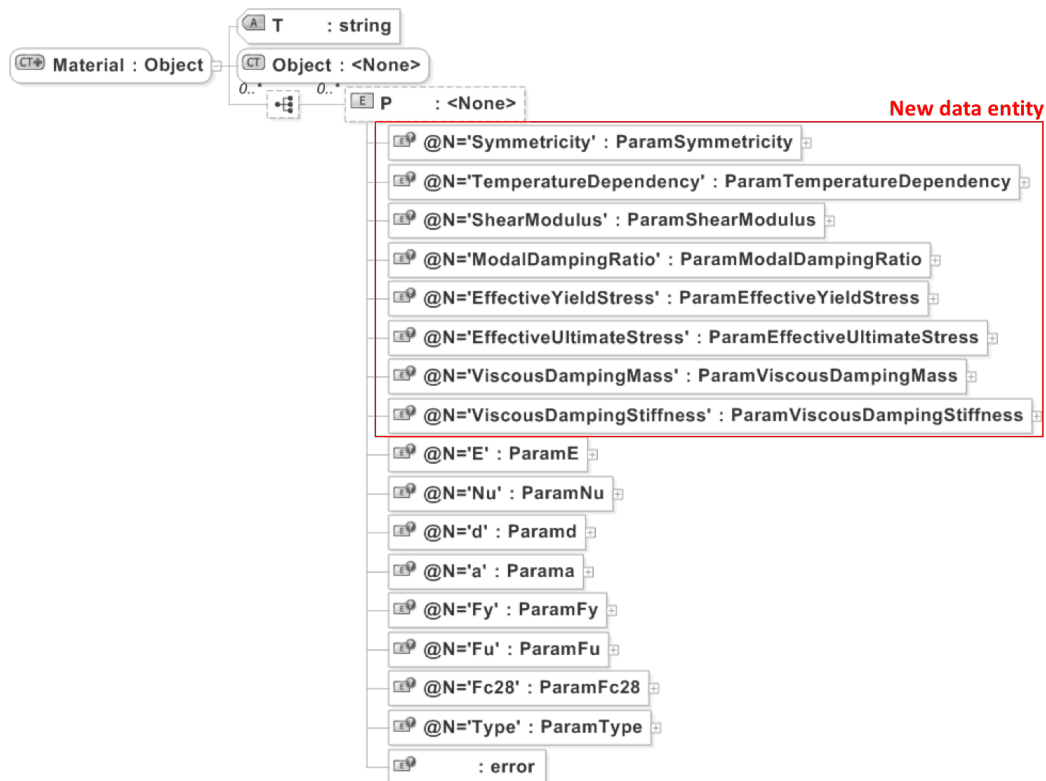 A T : string
CT+ Material : Object
CT Object : <None>
0..* 0..*
E P : <None>
New data entity
E? @N='Symmetricity' : ParamSymmetricity
E? @N='TemperatureDependency' : ParamTemperatureDependency
E? @N='ShearModulus' : ParamShearModulus
E? @N='ModalDampingRatio' : ParamModalDampingRatio
E? @N='EffectiveYieldStress' : ParamEffectiveYieldStress
E? @N='EffectiveUltimateStress' : ParamEffectiveUltimateStress
E? @N='ViscousDampingMass' : ParamViscousDampingMass
E? @N='ViscousDampingStiffness' : ParamViscousDampingStiffness
E? @N='E' : ParamE
E? @N='Nu' : ParamNu
E? @N='d' : Paramd
E? @N='a' : Parama
E? @N='Fy' : ParamFy
E? @N='Fu' : ParamFu
E? @N='Fc28' : ParamFc28
E? @N='Type' : ParamType
E? : error